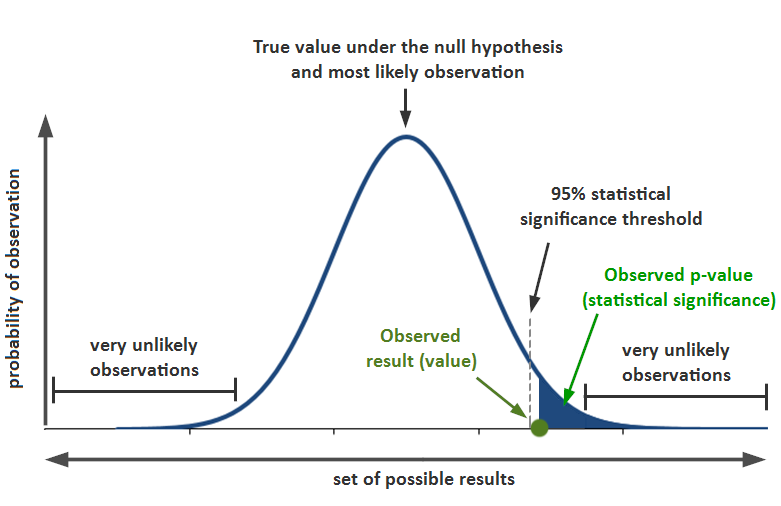 True value under the null hypothesis
and most likely observation
probability of observation
95% statistical
significance threshold
Observed p-value
(statistical significance)
Observed
result (value)
very unlikely
observations
very unlikely
observations
set of possible results